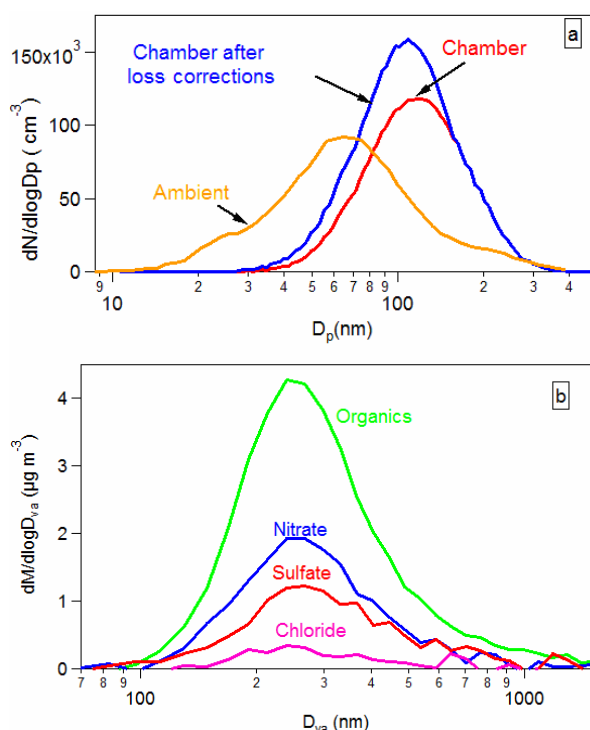 a
150x10³
Chamber after
loss corrections
Chamber
100
50
0
Ambient
dN/dlogDp ( cm⁻³)
9 10 2 3 4 5 6 7 8 9 100 2 3 4
Dₚ(nm)
b
4
3
2
1
0
Organics
Nitrate
Sulfate
Chloride
dM/dlogDᵥₐ (µg m⁻³)
7 8 9 100 2 3 4 5 6 7 8 9 1000
Dᵥₐ (nm)